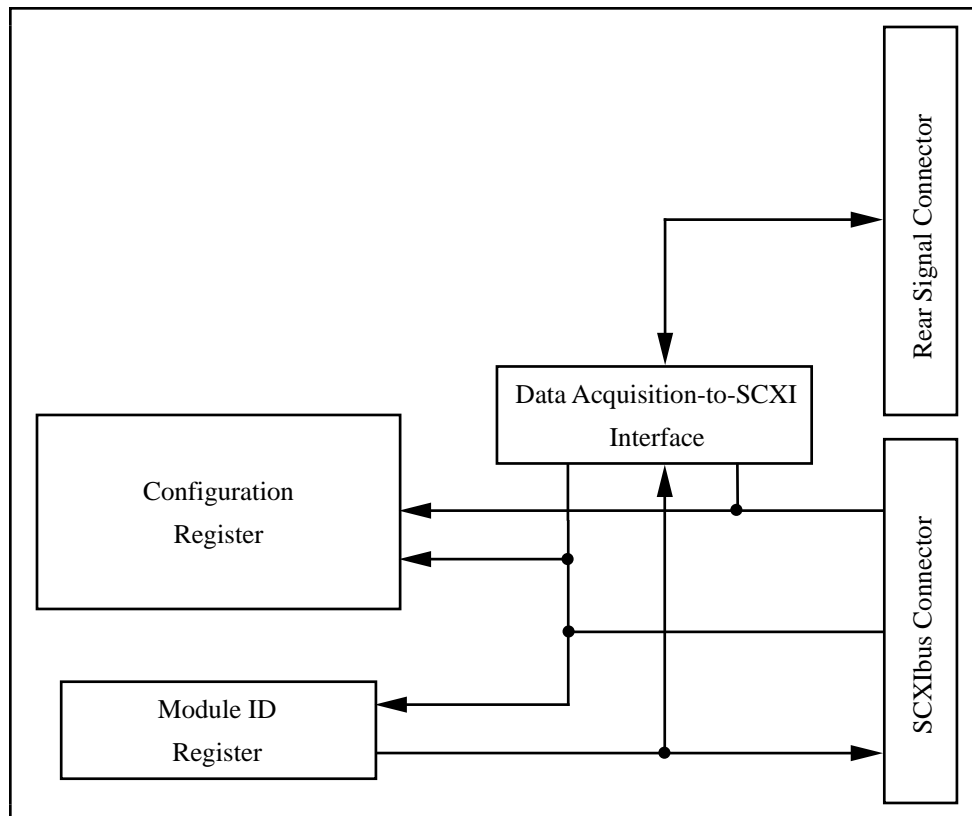 Rear Signal Connector
Data Acquisition-to-SCXI
Interface
Configuration
Register
SCXIbus Connector
Module ID
Register